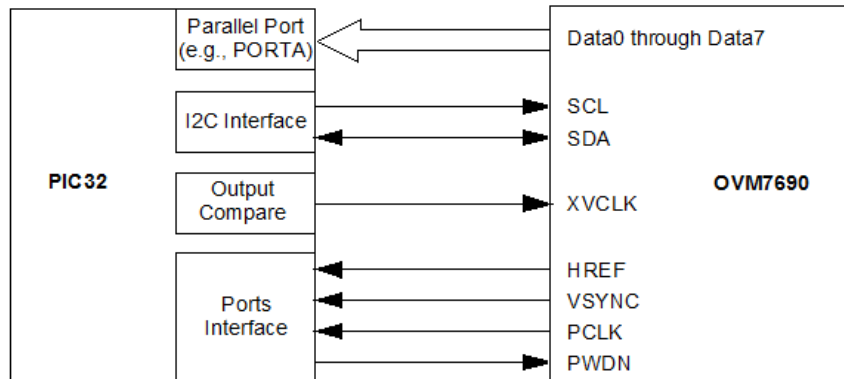 Parallel Port
(e.g., PORTA)
Data0 through Data7
I2C Interface
SCL
SDA
PIC32
OVM7690
Output
Compare
XVCLK
Ports
Interface
HREF
VSYNC
PCLK
PWDN